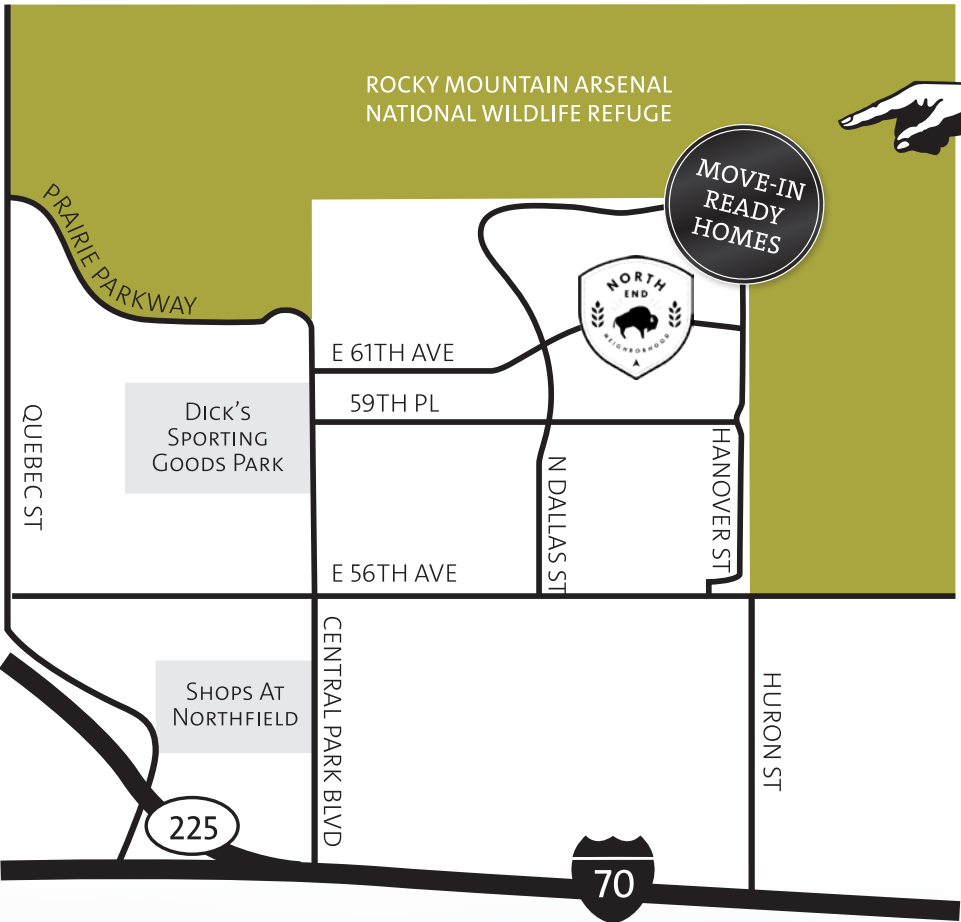 ROCKY MOUNTAIN ARSENAL
NATIONAL WILDLIFE REFUGE
MOVE-IN
READY
HOMES
PRAIRIE PARKWAY
NORTH
END
NEIGHBORHOOD
E 61TH AVE
59TH PL
DICK'S
SPORTING
GOODS PARK
QUEBEC ST
N DALLAS ST
HANOVER ST
E 56TH AVE
CENTRAL PARK BLVD
SHOPS AT
NORTHFIELD
HURON ST
225
70